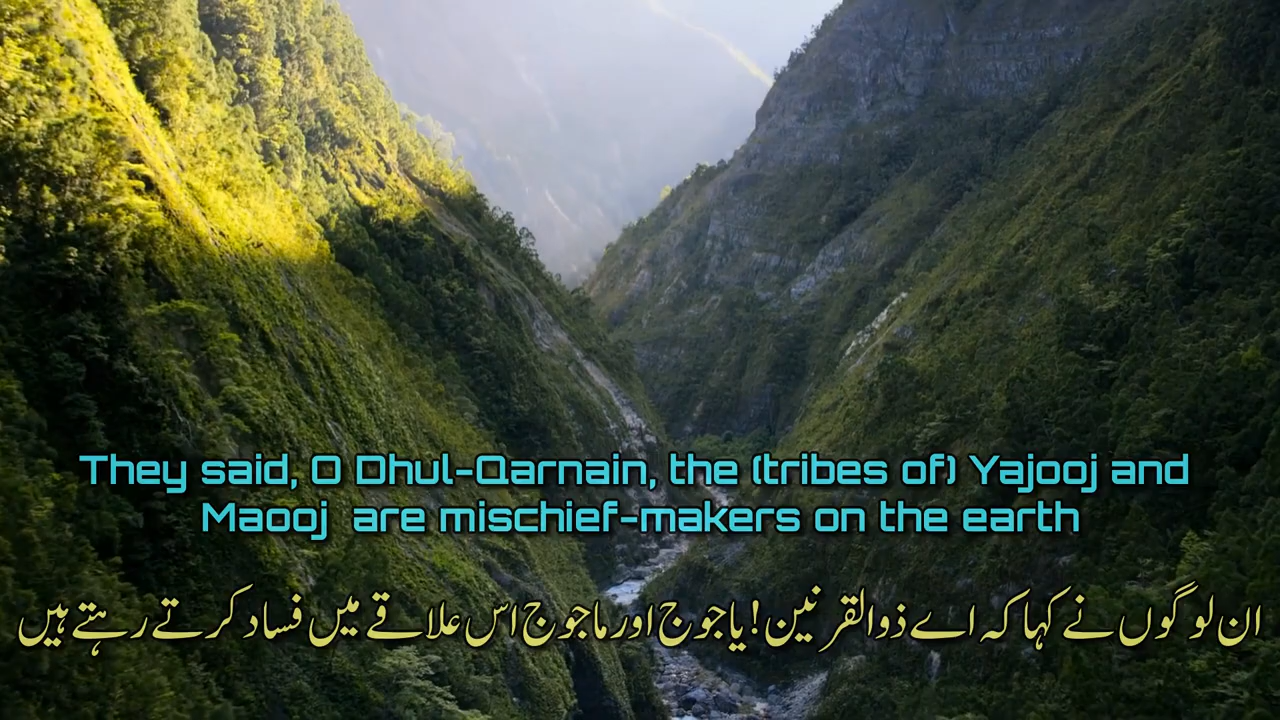 They said, O Dhul-Qarnain, the (tribes of) Yajooj and
Maooj  are mischief-makers on the earth
ان لوگوں نے کہا کہ اے ذوالقرنین! یاجوج اور ماجوج اس علاقے میں فساد کرتے رہتے ہیں